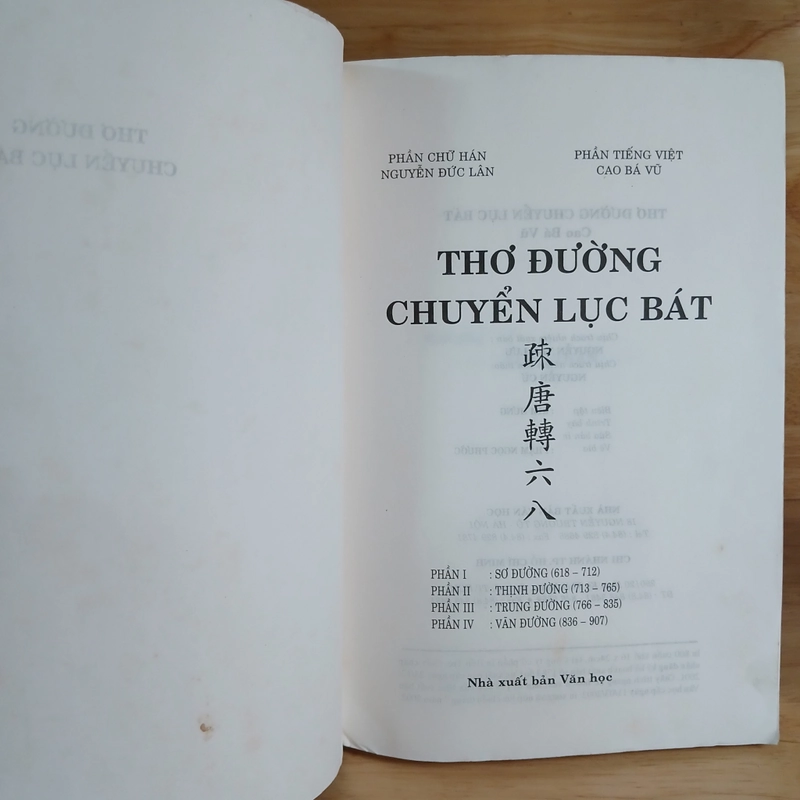 PHẦN CHỮ HÁN
NGUYỄN ĐỨC LÂN
PHẦN TIẾNG VIỆT
CAO BÁ VŨ
THƠ ĐƯỜNG
CHUYỂN LỤC BÁT
疎
唐
轉
六
八
PHẦN I : SƠ ĐƯỜNG (618 – 712)
PHẦN II : THỊNH ĐƯỜNG (713 – 765)
PHẦN III : TRUNG ĐƯỜNG (766 – 835)
PHẦN IV : VÃN ĐƯỜNG (836 – 907)
Nhà xuất bản Văn học